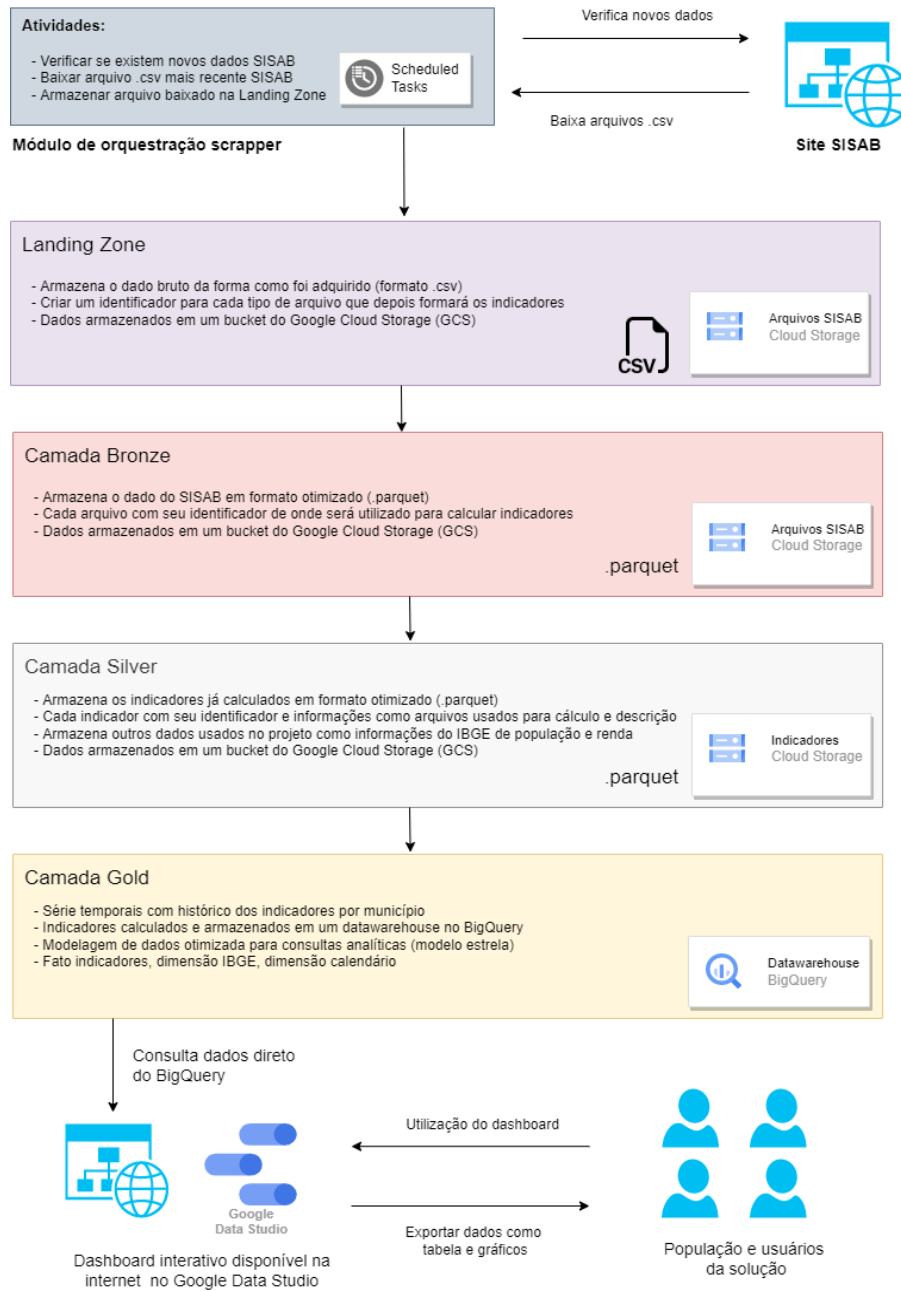 Atividades:
- Verificar se existem novos dados SISAB
- Baixar arquivo .csv mais recente SISAB
- Armazenar arquivo baixado na Landing Zone
Scheduled
Tasks
Verifica novos dados
Baixa arquivos .csv
Módulo de orquestração scrapper
Site SISAB
Landing Zone
- Armazena o dado bruto da forma como foi adquirido (formato .csv)
- Criar um identificador para cada tipo de arquivo que depois formará os indicadores
- Dados armazenados em um bucket do Google Cloud Storage (GCS)
CSV
Arquivos SISAB
Cloud Storage
Camada Bronze
- Armazena o dado do SISAB em formato otimizado (.parquet)
- Cada arquivo com seu identificador de onde será utilizado para calcular indicadores
- Dados armazenados em um bucket do Google Cloud Storage (GCS)
.parquet
Arquivos SISAB
Cloud Storage
Camada Silver
- Armazena os indicadores já calculados em formato otimizado (.parquet)
- Cada indicador com seu identificador e informações como arquivos usados para cálculo e descrição
- Armazena outros dados usados no projeto como informações do IBGE de população e renda
- Dados armazenados em um bucket do Google Cloud Storage (GCS)
.parquet
Indicadores
Cloud Storage
Camada Gold
- Série temporais com histórico dos indicadores por município
- Indicadores calculados e armazenados em um datawarehouse no BigQuery
- Modelagem de dados otimizada para consultas analíticas (modelo estrela)
- Fato indicadores, dimensão IBGE, dimensão calendário
Datawarehouse
BigQuery
Consulta dados direto
do BigQuery
Utilização do dashboard
Google
Data Studio
Exportar dados como
tabela e gráficos
Dashboard interativo disponível na
internet no Google Data Studio
População e usuários
da solução